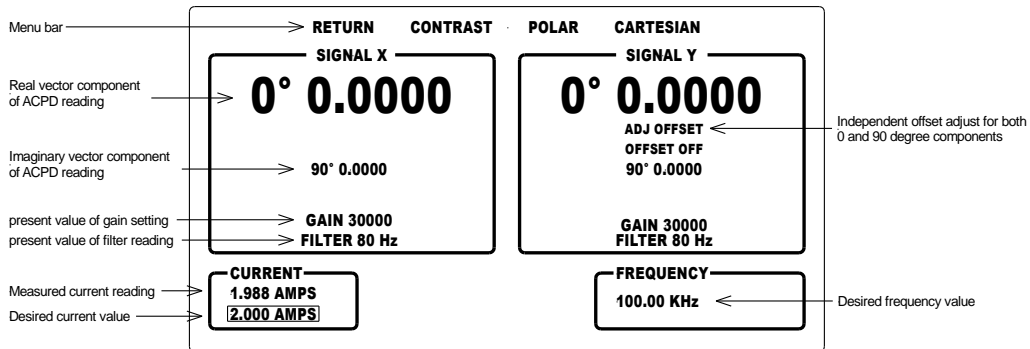 Menu bar
RETURN CONTRAST POLAR CARTESIAN
SIGNAL X
0° 0.0000
90° 0.0000
GAIN 30000
FILTER 80 Hz
SIGNAL Y
0° 0.0000
ADJ OFFSET
OFFSET OFF
90° 0.0000
GAIN 30000
FILTER 80 Hz
Real vector component
of ACPD reading
Imaginary vector component
of ACPD reading
present value of gain setting
present value of filter reading
Independent offset adjust for both
0 and 90 degree components
CURRENT
1.988 AMPS
2.000 AMPS
FREQUENCY
100.00 KHz
Measured current reading
Desired current value
Desired frequency value